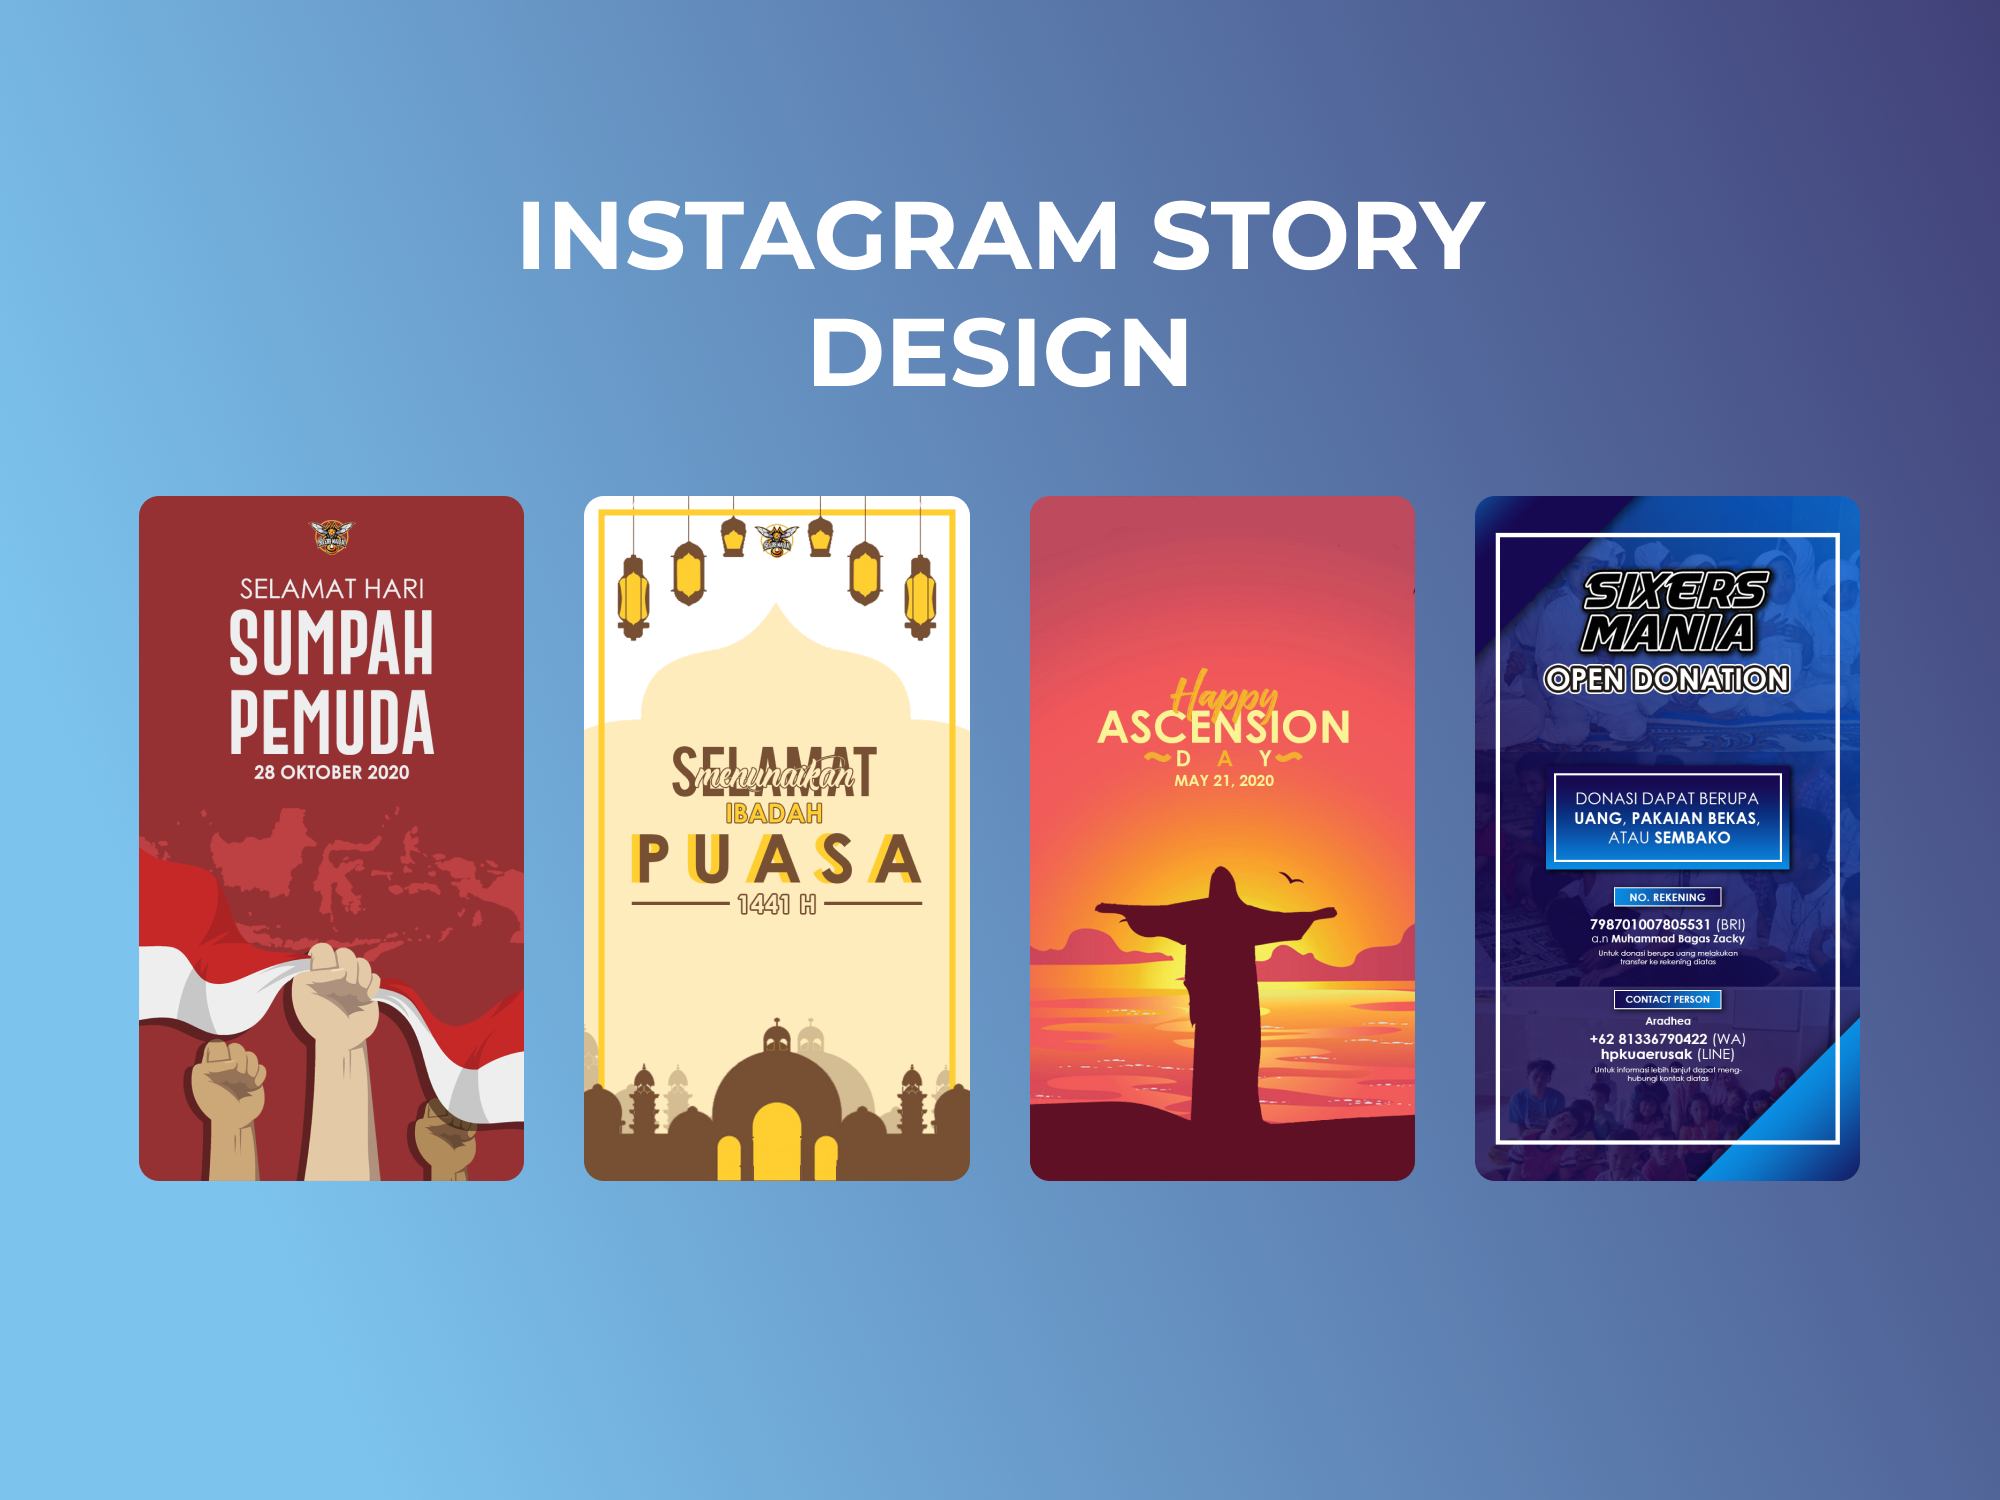 INSTAGRAM STORY
DESIGN
SELAMAT HARI
SUMPAH
PEMUDA
28 OKTOBER 2020
SELAMAT
menunaikan
IBADAH
PUASA
1441 H
Happy
ASCENSION
DAY
MAY 21, 2020
SIXERS
MANIA
OPEN DONATION
DONASI DAPAT BERUPA
UANG, PAKAIAN BEKAS,
ATAU SEMBAKO
NO. REKENING
798701007805531 (BRI)
a.n Muhammad Bagas Zacky
Untuk donasi berupa uang melakukan
transfer ke rekening diatas
CONTACT PERSON
Aradhea
+62 81336790422 (WA)
hpkuaerusak (LINE)
Untuk informasi lebih lanjut dapat meng-
hubungi kontak diatas